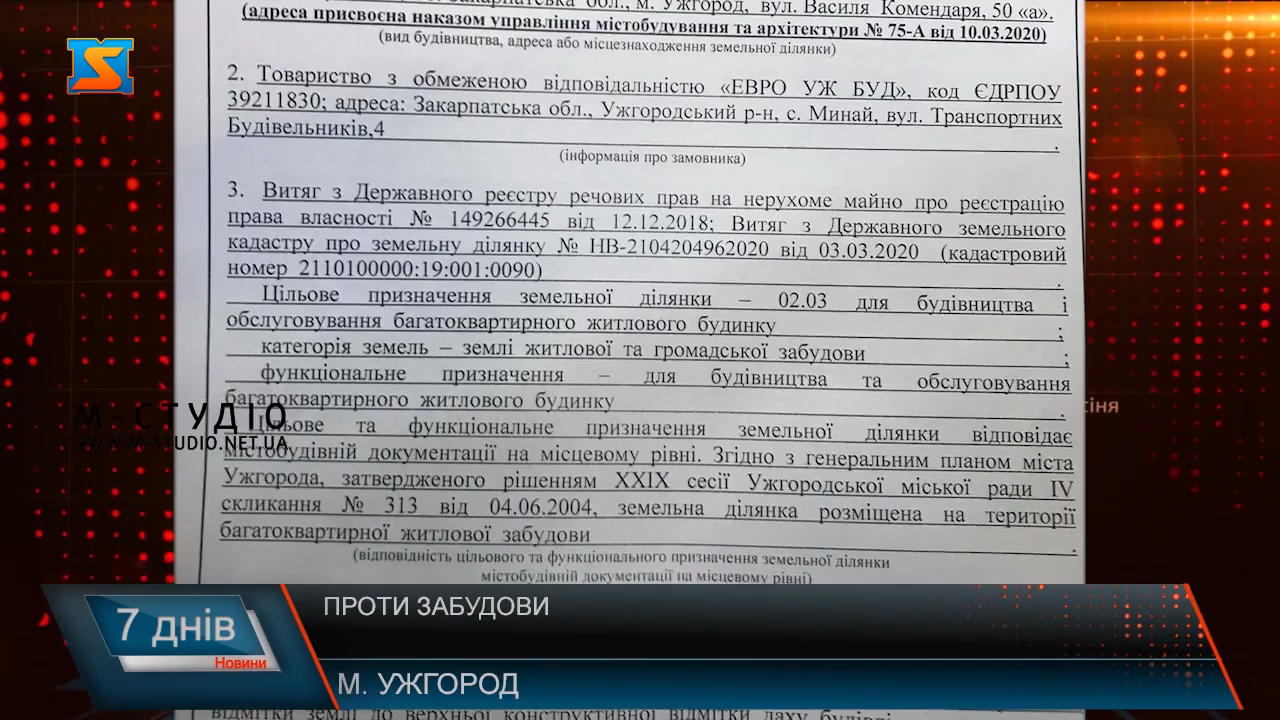 Закарпатська обл., м. Ужгород, вул. Василя Комендаря, 50 «а».
(адреса присвоєна наказом управління містобудування та архітектури № 75-А від 10.03.2020)
(вид будівництва, адреса або місцезнаходження земельної ділянки)
2. Товариство з обмеженою відповідальністю «ЕВРО УЖ БУД», код ЄДРПОУ
39211830; адреса: Закарпатська обл., Ужгородський р-н, с. Минай, вул. Транспортних
Будівельників,4 .
(інформація про замовника)
3. Витяг з Державного реєстру речових прав на нерухоме майно про реєстрацію
права власності № 149266445 від 12.12.2018; Витяг з Державного земельного
кадастру про земельну ділянку № НВ-2104204962020 від 03.03.2020 (кадастровий
номер 2110100000:19:001:0090) .
Цільове призначення земельної ділянки – 02.03 для будівництва і
обслуговування багатоквартирного житлового будинку ;
категорія земель – землі житлової та громадської забудови ;
функціональне призначення – для будівництва та обслуговування
багатоквартирного житлового будинку .
М-СТУДІО
WWW.M-STUDIO.NET.UA
Цільове та функціональне призначення земельної ділянки відповідає
містобудівній документації на місцевому рівні. Згідно з генеральним планом міста
Ужгорода, затвердженого рішенням XXIX сесії Ужгородської міської ради IV
скликання № 313 від 04.06.2004, земельна ділянка розміщена на території
багатоквартирної житлової забудови .
(відповідність цільового та функціонального призначення земельної ділянки
містобудівній документації на місцевому рівні)
ПРОТИ ЗАБУДОВИ
7 днів
Новини
М. УЖГОРОД
відмітки землі до верхньої конструктивної відмітки даху будівлі